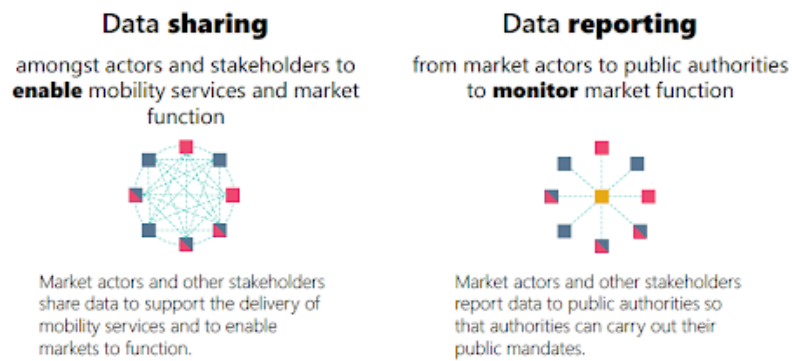 Data sharing
amongst actors and stakeholders to
enable mobility services and market
function
Market actors and other stakeholders
share data to support the delivery of
mobility services and to enable
markets to function.
Data reporting
from market actors to public authorities
to monitor market function
Market actors and other stakeholders
report data to public authorities so
that authorities can carry out their
public mandates.